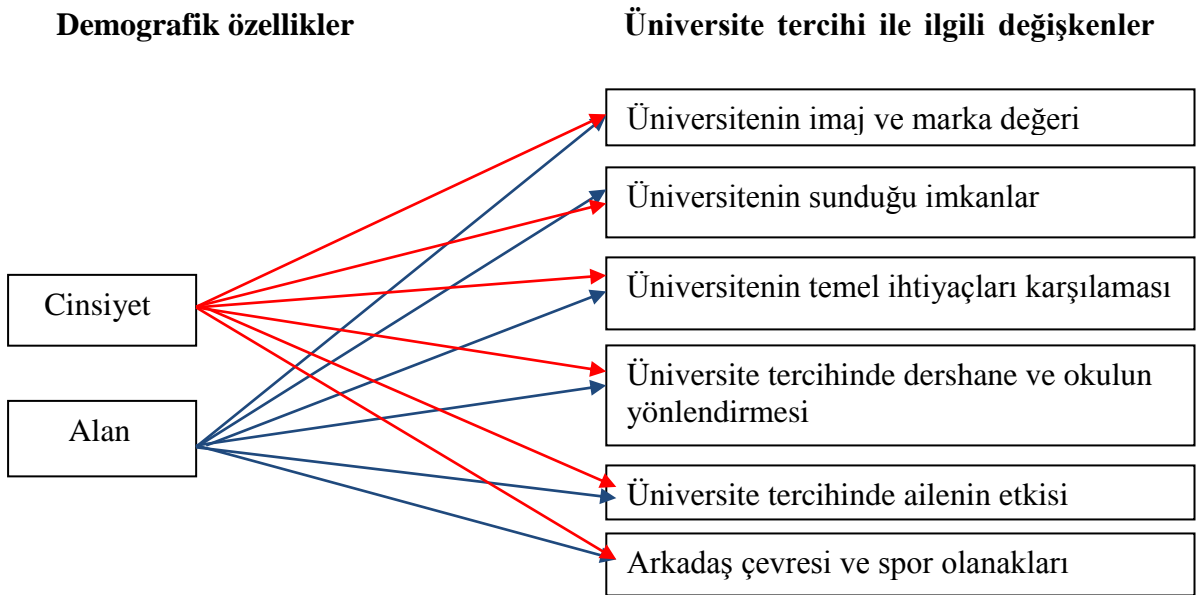 Demografik özellikler
Üniversite tercihi ile ilgili değişkenler
Üniversitenin imaj ve marka değeri
Üniversitenin sunduğu imkanlar
Cinsiyet
Üniversitenin temel ihtiyaçları karşılaması
Üniversite tercihinde dershane ve okulun
yönlendirmesi
Alan
Üniversite tercihinde ailenin etkisi
Arkadaş çevresi ve spor olanakları